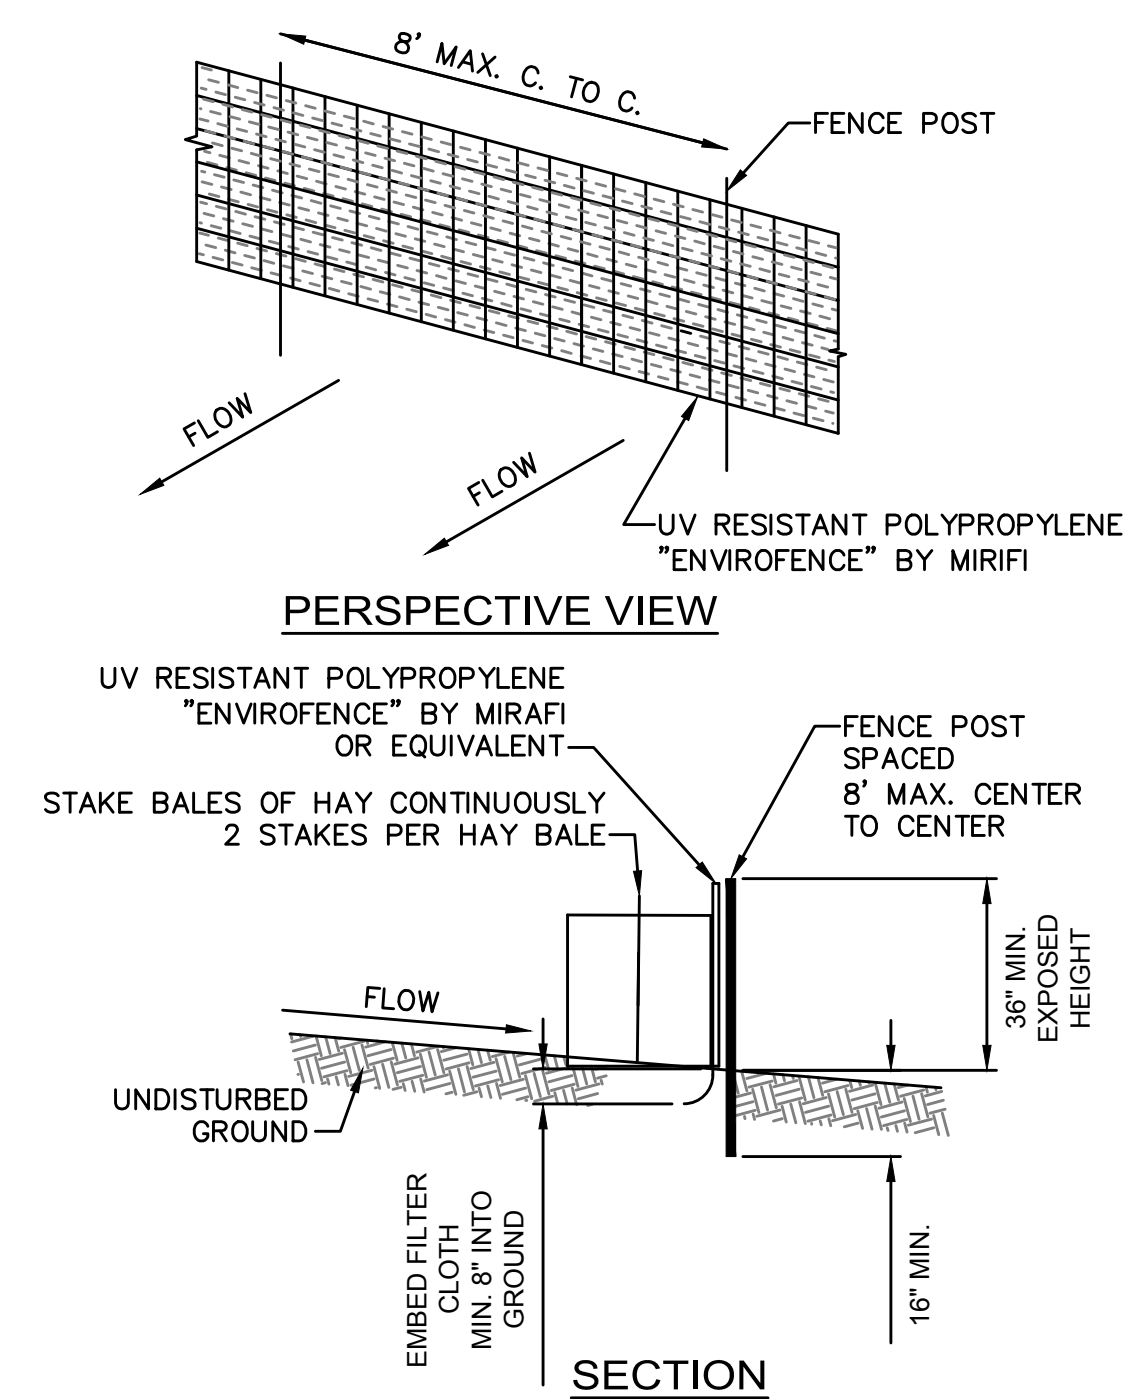 8' MAX. C. TO C.
FENCE POST
FLOW
FLOW
UV RESISTANT POLYPROPYLENE
"ENVIROFENCE" BY MIRIFI
PERSPECTIVE VIEW
UV RESISTANT POLYPROPYLENE
"ENVIROFENCE" BY MIRAFI
OR EQUIVALENT
STAKE BALES OF HAY CONTINUOUSLY
2 STAKES PER HAY BALE
FENCE POST
SPACED
8' MAX. CENTER
TO CENTER
36" MIN.
EXPOSED
HEIGHT
FLOW
UNDISTURBED
GROUND
EMBED FILTER
CLOTH
MIN. 8" INTO
GROUND
16" MIN.
SECTION